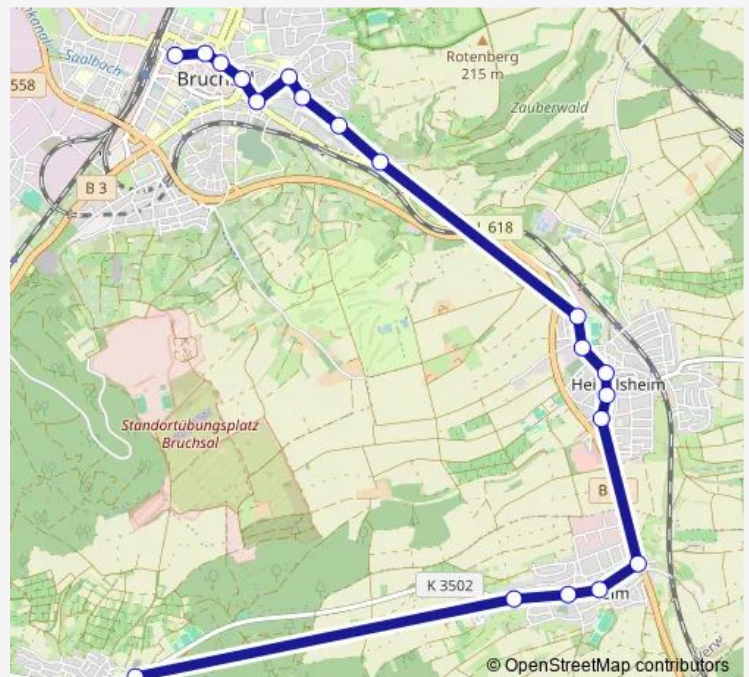 Saalbach
558
Rotenberg
215 m
Zauberwald
B 3
618
Standortübungsplatz
Bruchsal
B
K 3502
© OpenStreetMap contributors